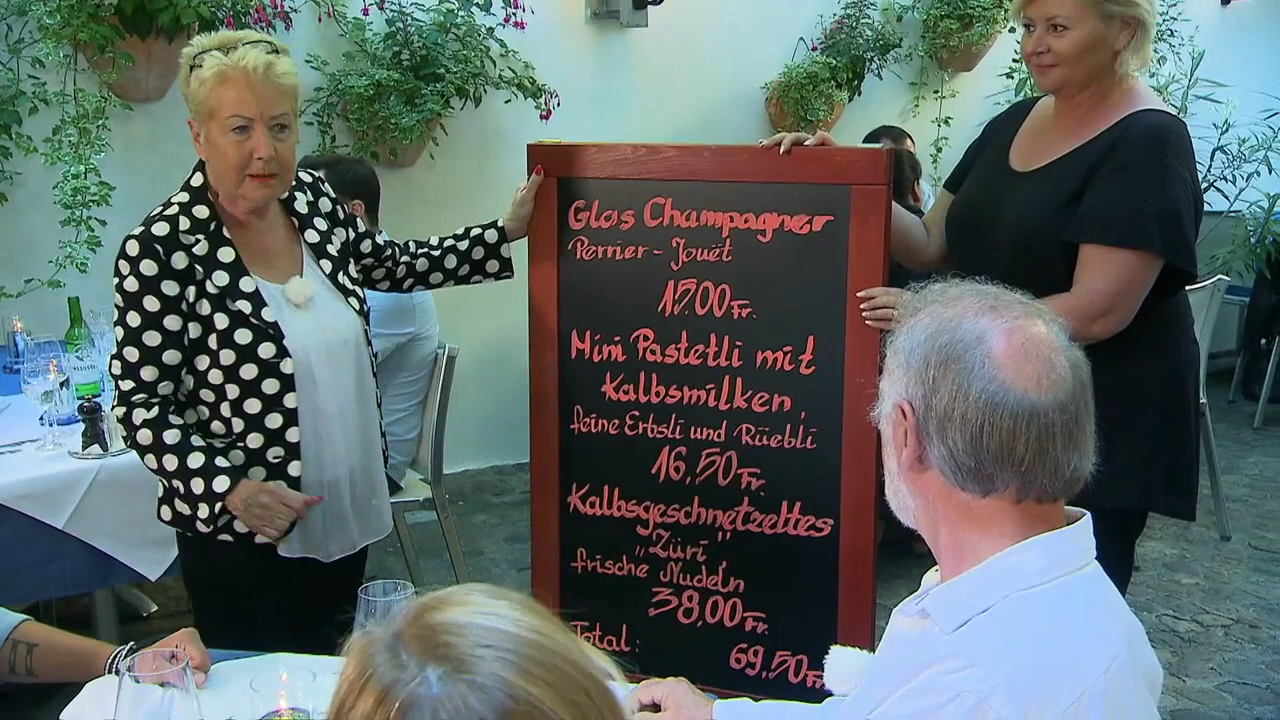 Glas Champagner
Perrier-Jouët
15.00 Fr.
Mini Pastetli mit
Kalbsmilken,
feine Erbsli und Rüebli
16,50 Fr.
Kalbsgeschnetzeltes
„Züri"
frische Nudeln
38,00 Fr.
Total:
69,50 Fr.